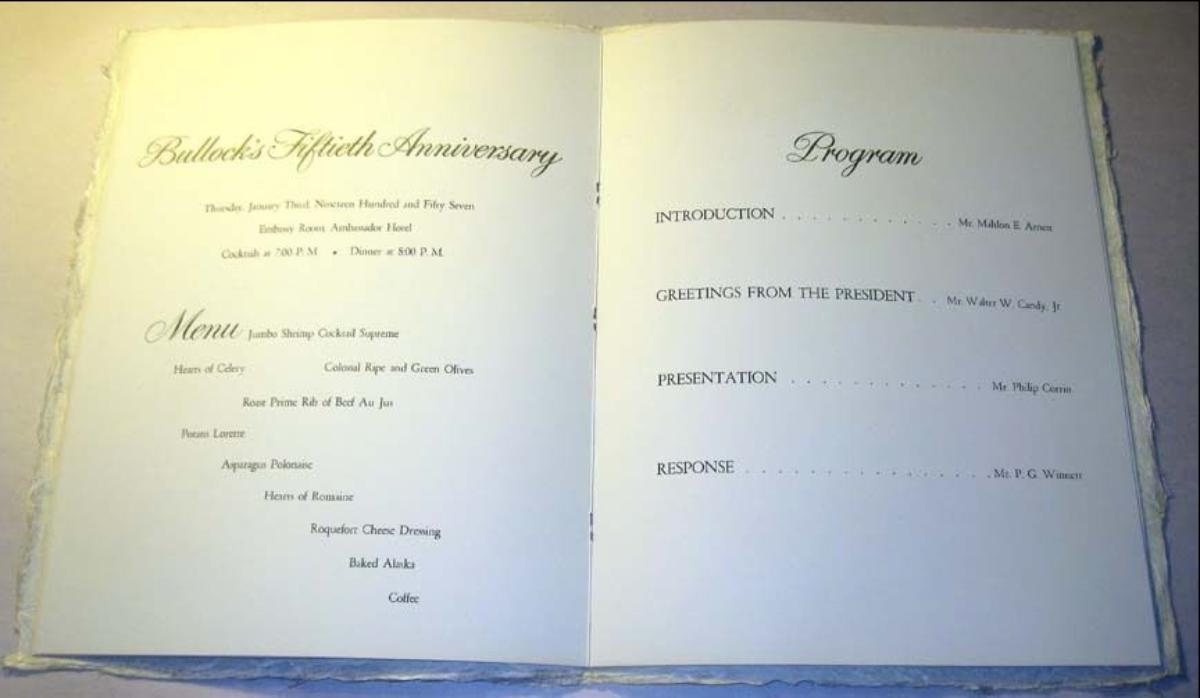 Bullock's Fiftieth Anniversary
Thursday, January Third, Nineteen Hundred and Fifty Seven
Embassy Room, Ambassador Hotel
Cocktails at 7:00 P. M. • Dinner at 8:00 P. M.
Menu Jumbo Shrimp Cocktail Supreme
Hearts of Celery Colossal Ripe and Green Olives
Roast Prime Rib of Beef Au Jus
Potato Lorette
Asparagus Polonaise
Hearts of Romaine
Roquefort Cheese Dressing
Baked Alaska
Coffee
Program
INTRODUCTION . . . . . . . . . . . . Mr. Mahlon E. Arnett
GREETINGS FROM THE PRESIDENT . . Mr. Walter W. Candy, Jr.
PRESENTATION . . . . . . . . . . . . . Mr. Philip Corrin
RESPONSE . . . . . . . . . . . . . . . . . Mr. P. G. Winnett